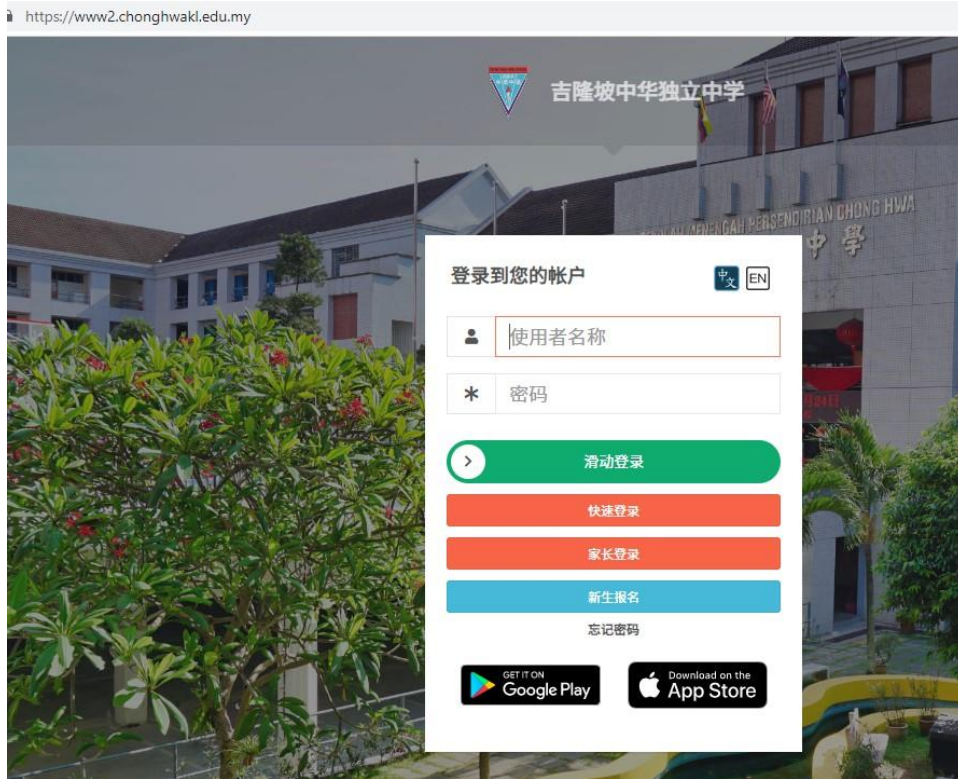 https://www2.chonghwakl.edu.my
吉隆坡中华独立中学
MENENGAH PERSENDIRIAN CHONG HWA
中學
登录到您的帐户
中文 EN
使用者名称
密码
滑动登录
快速登录
家长登录
新生报名
忘记密码
GET IT ON
Google Play
Download on the
App Store